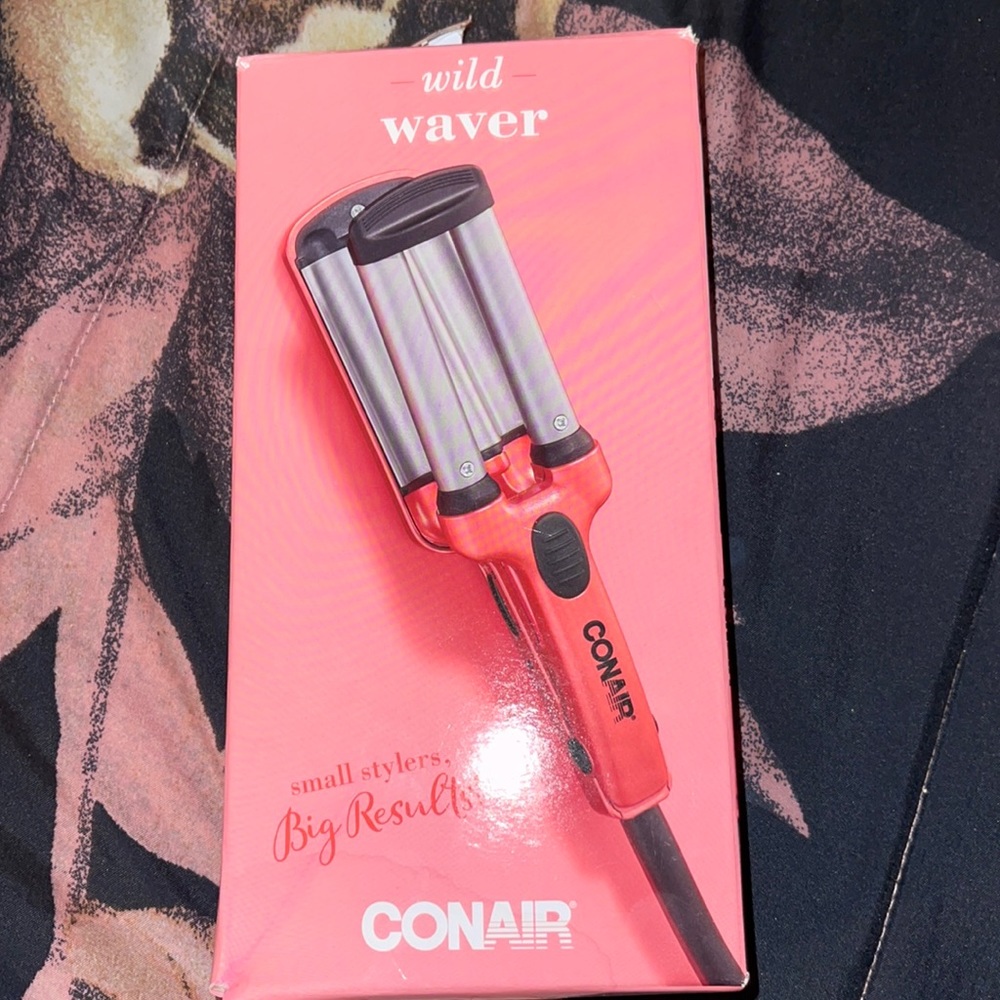 wild
waver
CONAIR®
small stylers,
Big Results.
CONAIR®